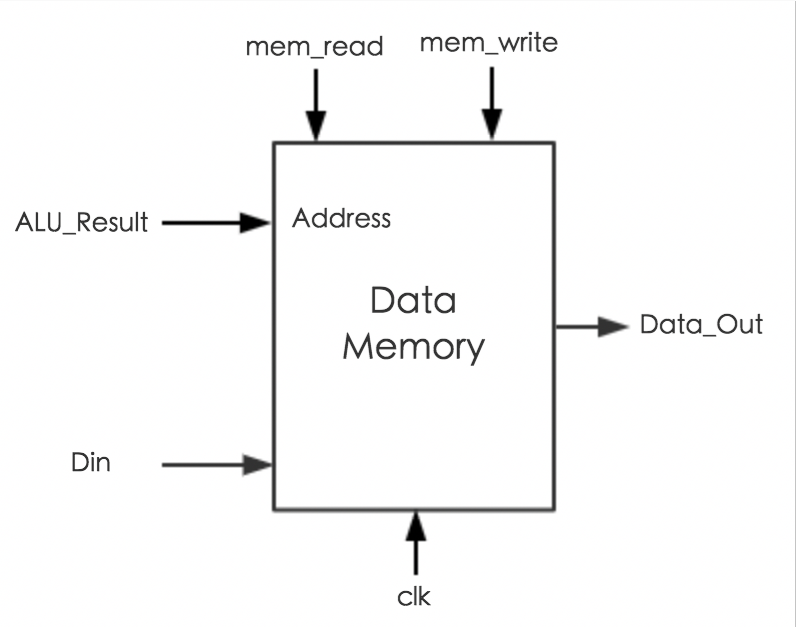 mem_read
mem_write
ALU_Result
Address
Data
Memory
Data_Out
Din
clk